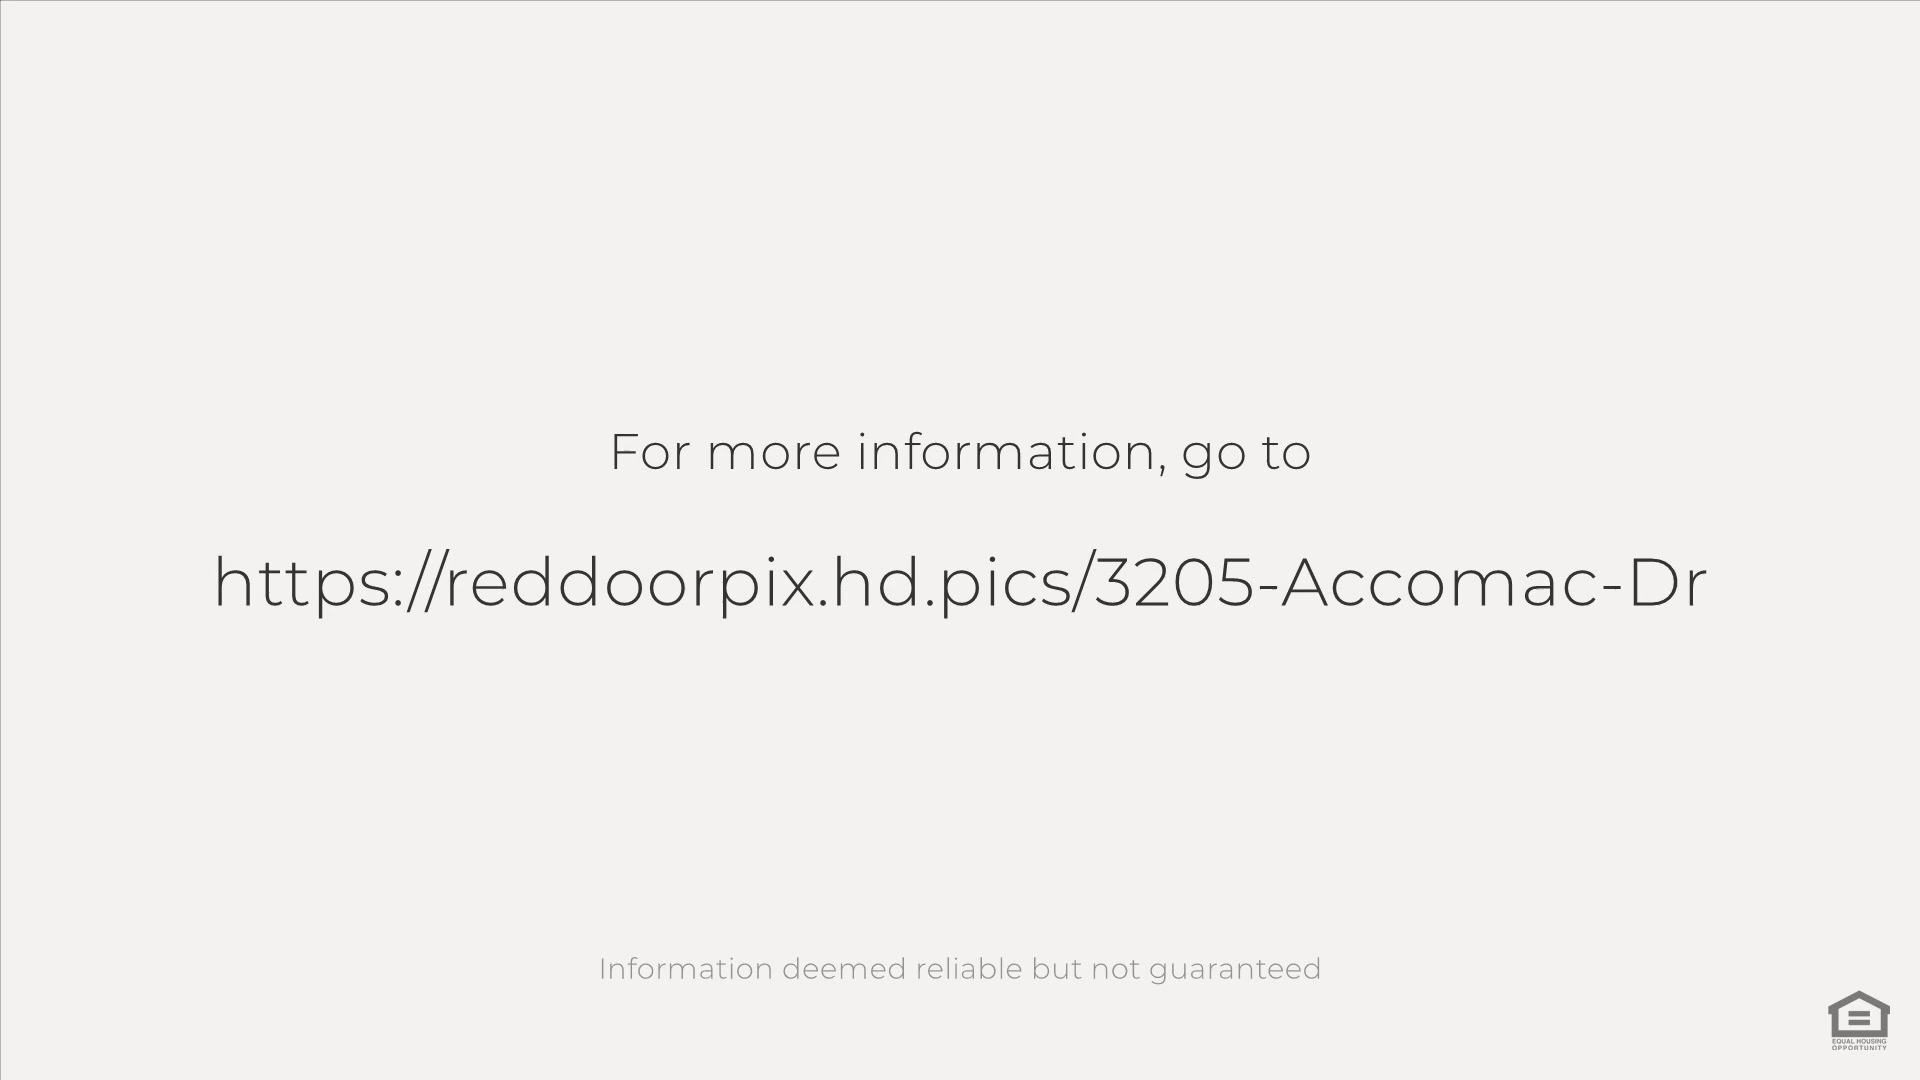 For more information, go to
https://reddoorpix.hd.pics/3205-Accomac-Dr
Information deemed reliable but not guaranteed
EQUAL HOUSING
OPPORTUNITY